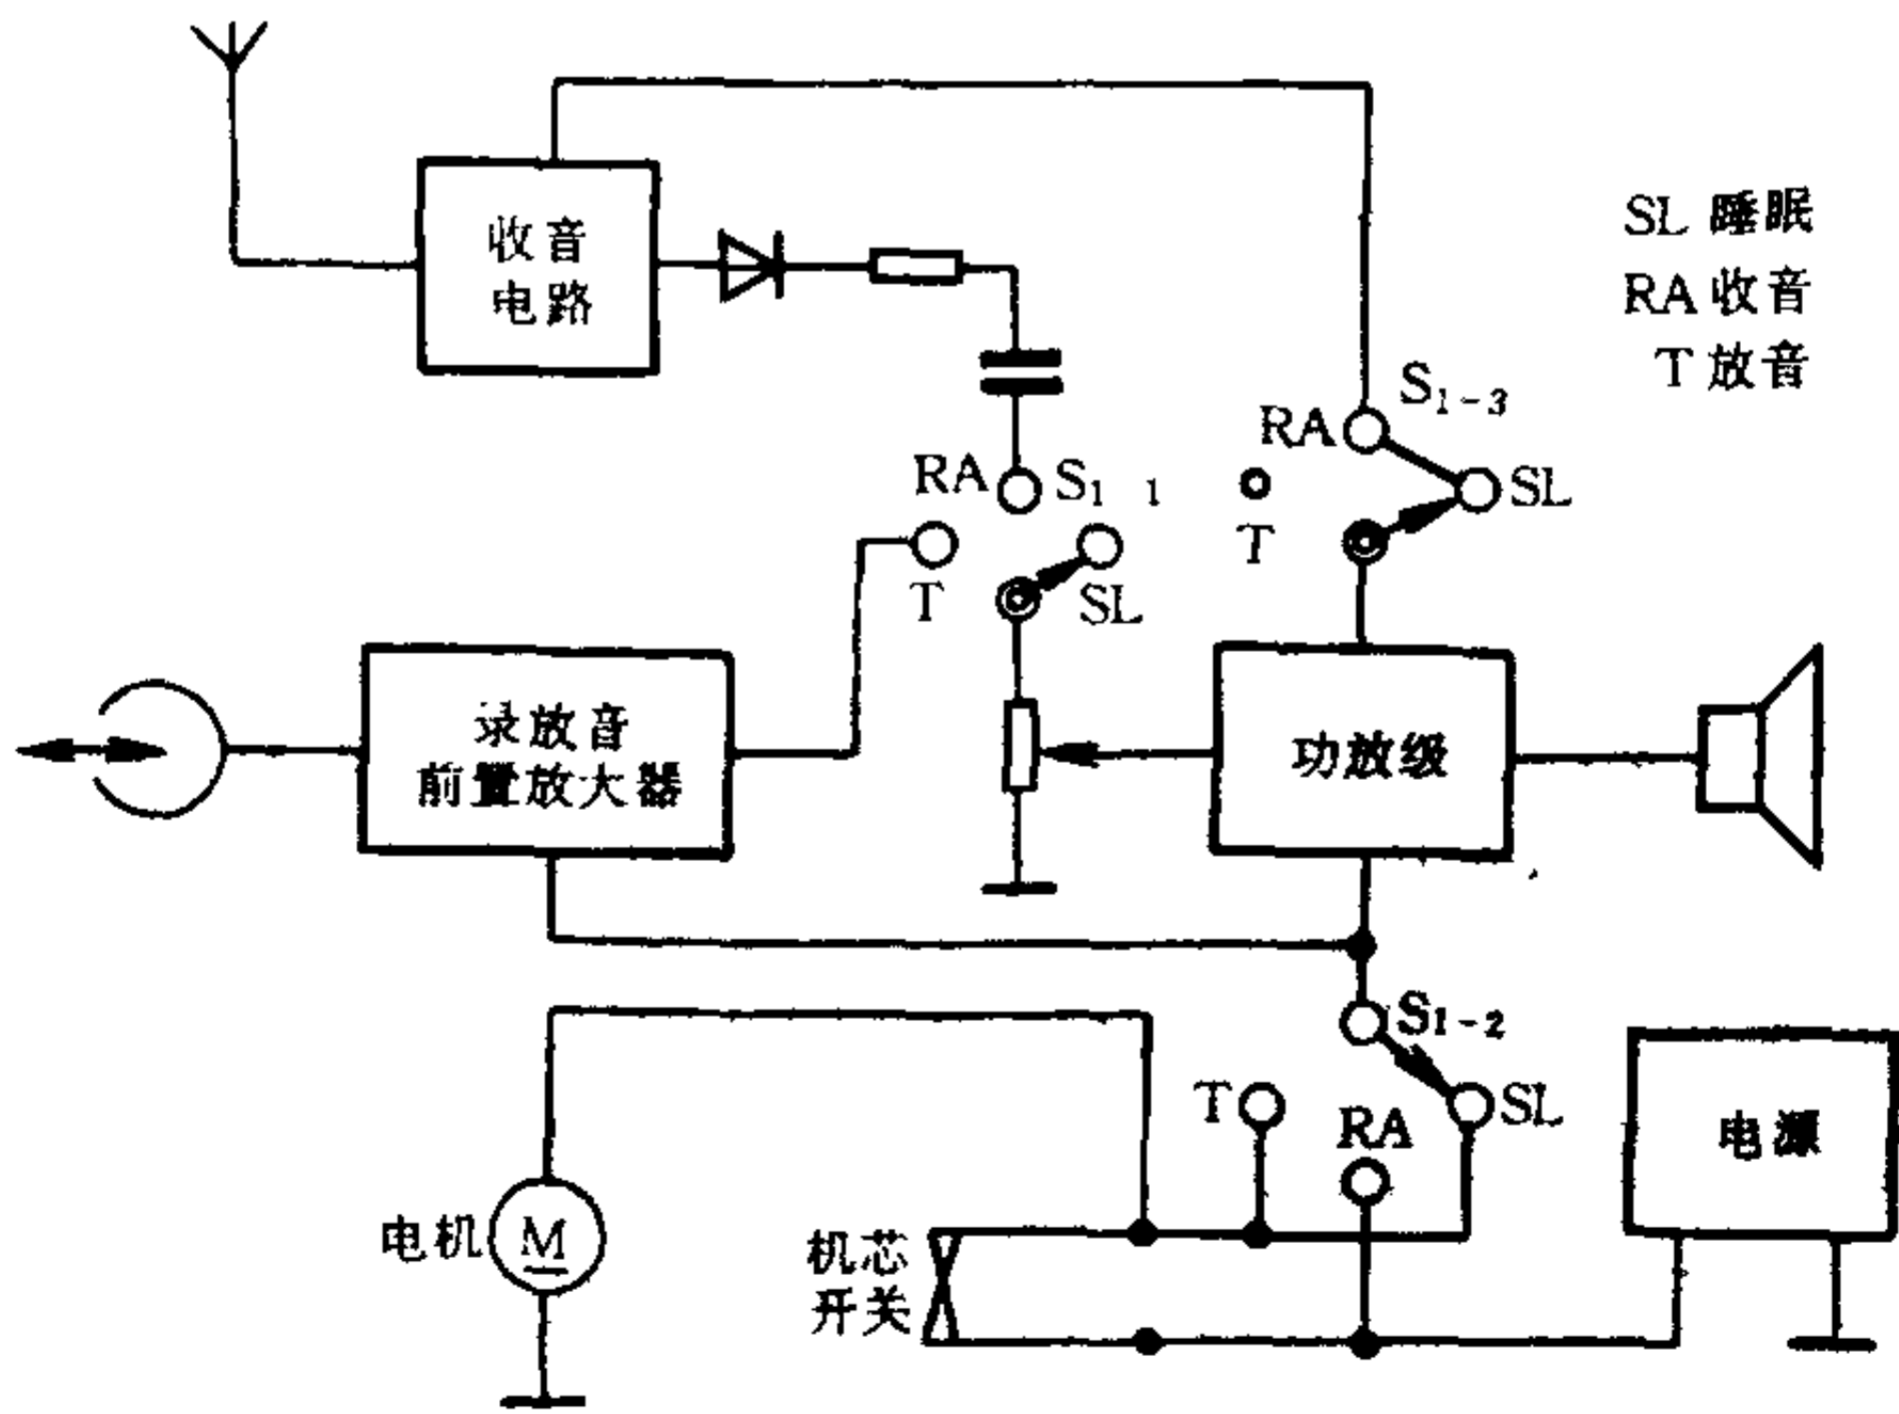 收音
电路
SL 睡眠
RA 收音
T 放音
RA
S1-3
SL
T
RA
S1 1
T
SL
录放音
前置放大器
功放级
S1-2
T
RA
SL
电源
电机
M
机芯
开关